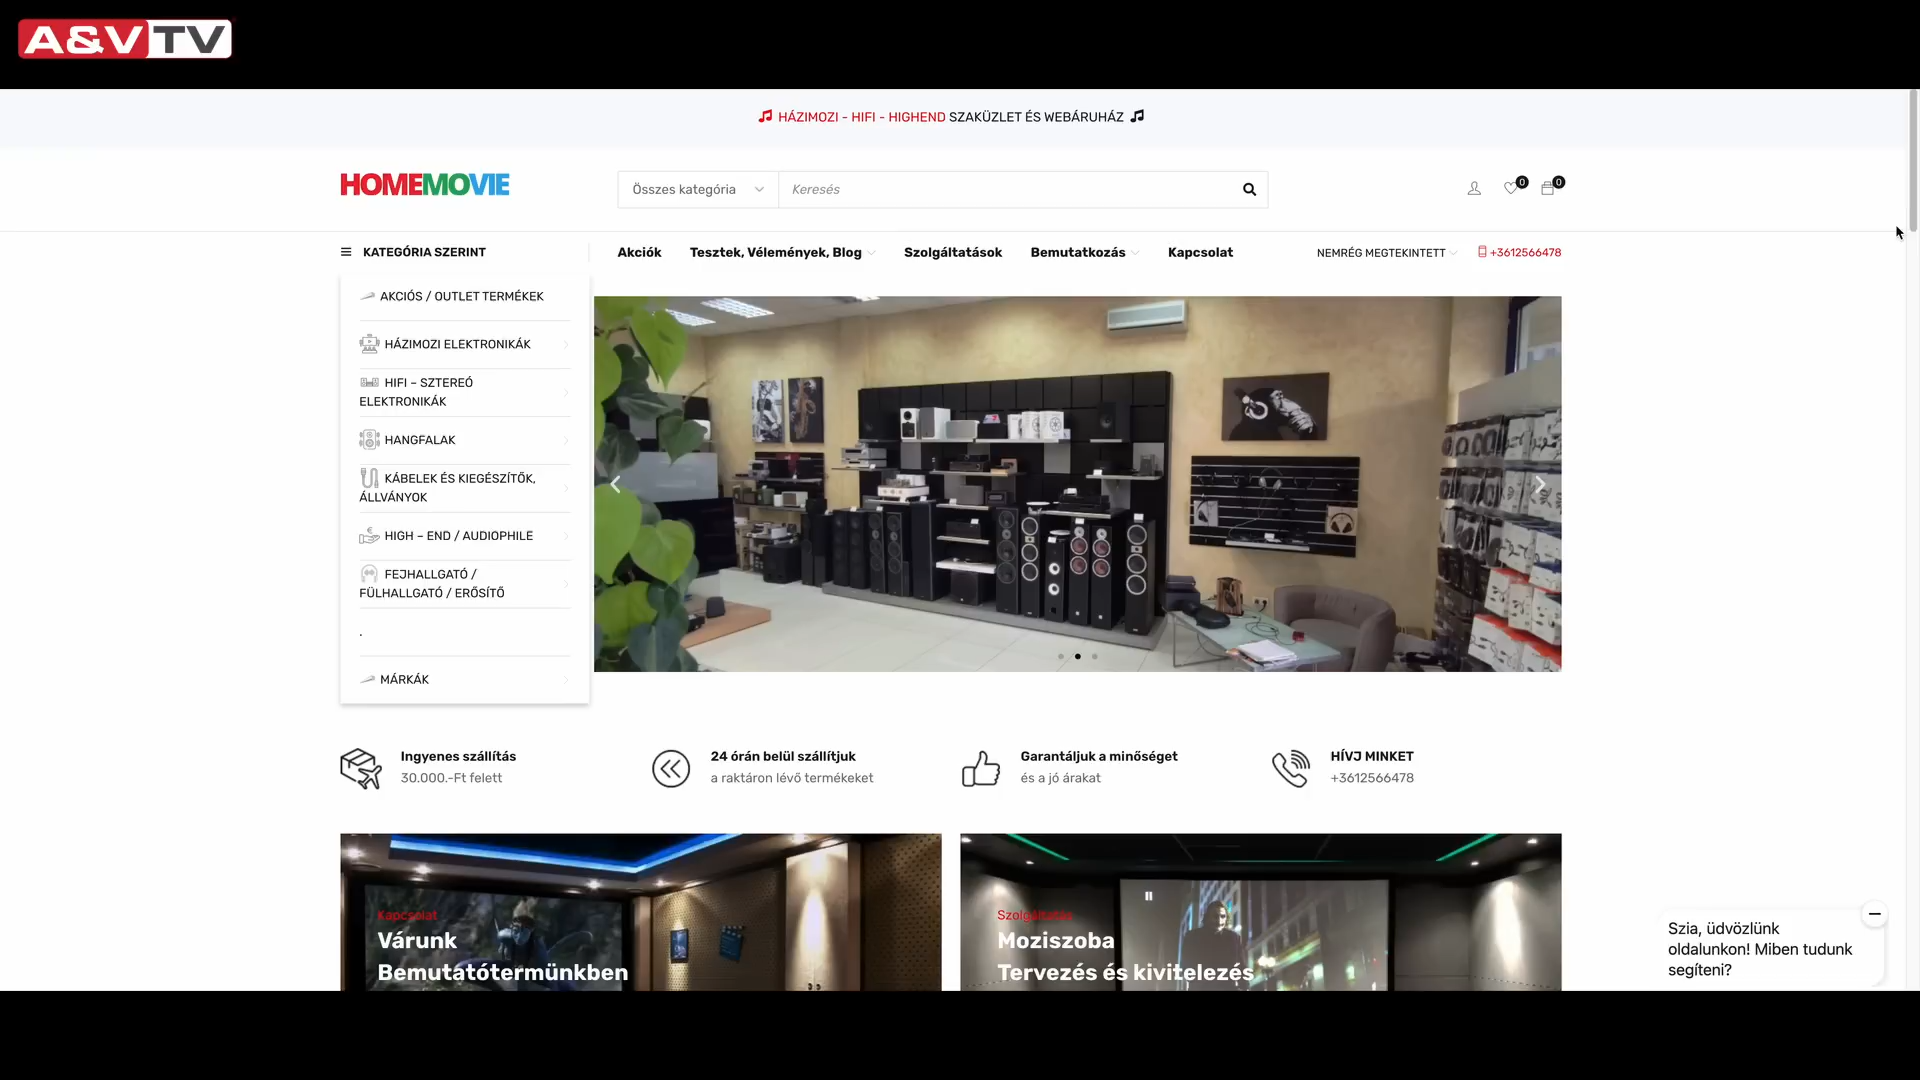 A&VTV
HÁZIMOZI - HIFI - HIGHEND SZAKÜZLET ÉS WEBÁRUHÁZ
HOMEMOVIE
Összes kategória
Keresés
0
0
KATEGÓRIA SZERINT
Akciók
Tesztek, Vélemények, Blog
Szolgáltatások
Bemutatkozás
Kapcsolat
NEMRÉG MEGTEKINTETT
+3612566478
AKCIÓS / OUTLET TERMÉKEK
HÁZIMOZI ELEKTRONIKÁK
HIFI – SZTEREÓ
ELEKTRONIKÁK
HANGFALAK
KÁBELEK ÉS KIEGÉSZÍTŐK,
ÁLLVÁNYOK
HIGH – END / AUDIOPHILE
FEJHALLGATÓ /
FÜLHALLGATÓ / ERŐSÍTŐ
.
MÁRKÁK
Ingyenes szállítás
30.000.-Ft felett
24 órán belül szállítjuk
a raktáron lévő termékeket
Garantáljuk a minőséget
és a jó árakat
HÍVJ MINKET
+3612566478
Kapcsolat
Várunk
Bemutatótermünkben
Szolgáltatás
Moziszoba
Tervezés és kivitelezés
Szia, üdvözlünk
oldalunkon! Miben tudunk
segíteni?